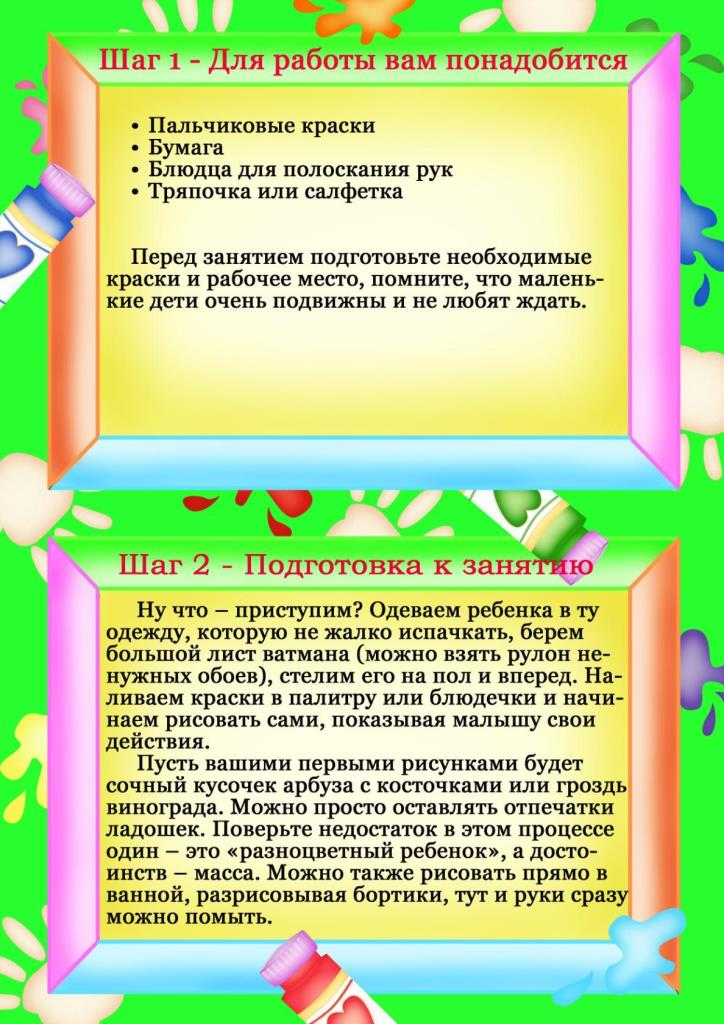 Шаг 1 - Для работы вам понадобится
• Пальчиковые краски
• Бумага
• Блюдца для полоскания рук
• Тряпочка или салфетка
Перед занятием подготовьте необходимые
краски и рабочее место, помните, что малень-
кие дети очень подвижны и не любят ждать.
Шаг 2 - Подготовка к занятию
Ну что – приступим? Одеваем ребенка в ту
одежду, которую не жалко испачкать, берем
большой лист ватмана (можно взять рулон не-
нужных обоев), стелим его на пол и вперед. На-
ливаем краски в палитру или блюдечки и начи-
наем рисовать сами, показывая малышу свои
действия.
Пусть вашими первыми рисунками будет
сочный кусочек арбуза с косточками или гроздь
винограда. Можно просто оставлять отпечатки
ладошек. Поверьте недостаток в этом процессе
один – это «разноцветный ребенок», а досто-
инств – масса. Можно также рисовать прямо в
ванной, разрисовывая бортики, тут и руки сразу
можно помыть.